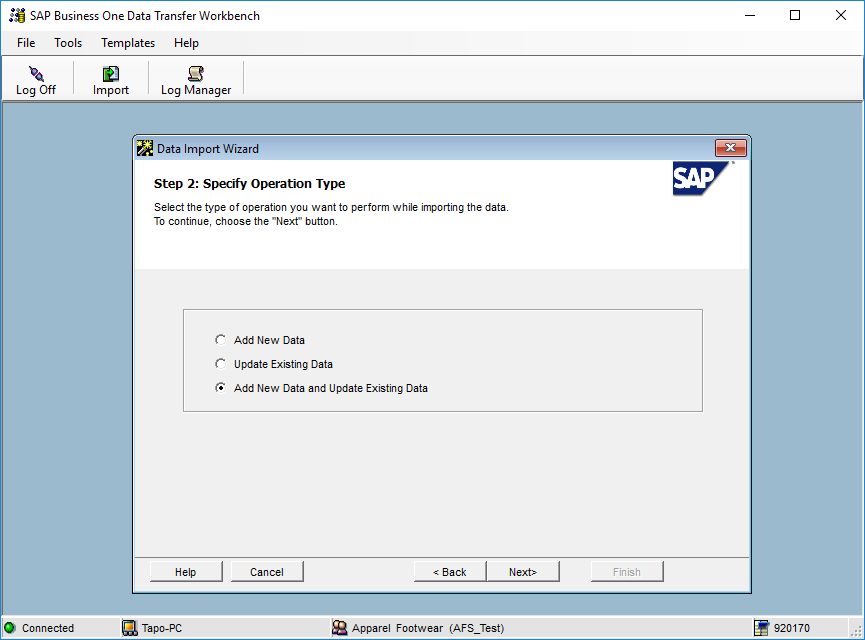 SAP Business One Data Transfer Workbench
File Tools Templates Help
Log Off Import Log Manager
Data Import Wizard
Step 2: Specify Operation Type
SAP
Select the type of operation you want to perform while importing the data.
To continue, choose the "Next" button.
Add New Data
Update Existing Data
Add New Data and Update Existing Data
Help Cancel < Back Next> Finish
Connected Tapo-PC Apparel Footwear (AFS_Test) 920170